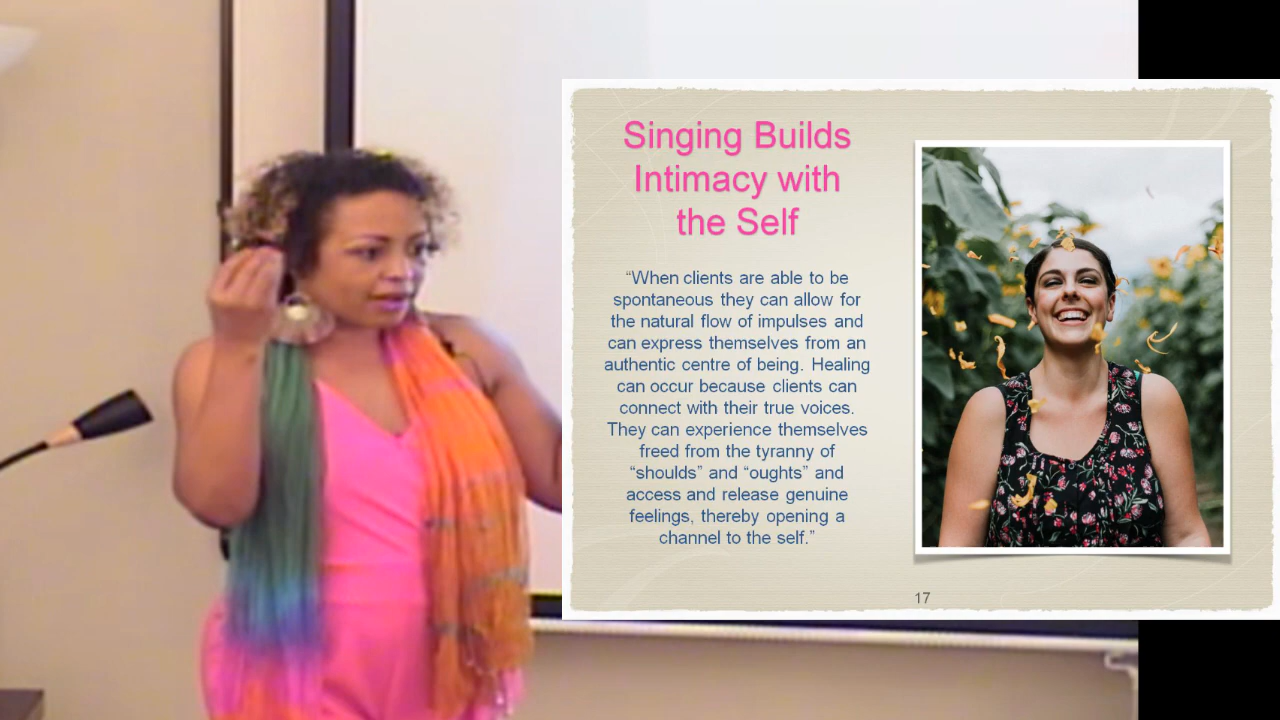 Singing Builds
Intimacy with
the Self
“When clients are able to be
spontaneous they can allow for
the natural flow of impulses and
can express themselves from an
authentic centre of being. Healing
can occur because clients can
connect with their true voices.
They can experience themselves
freed from the tyranny of
“shoulds” and “oughts” and
access and release genuine
feelings, thereby opening a
channel to the self.”
17